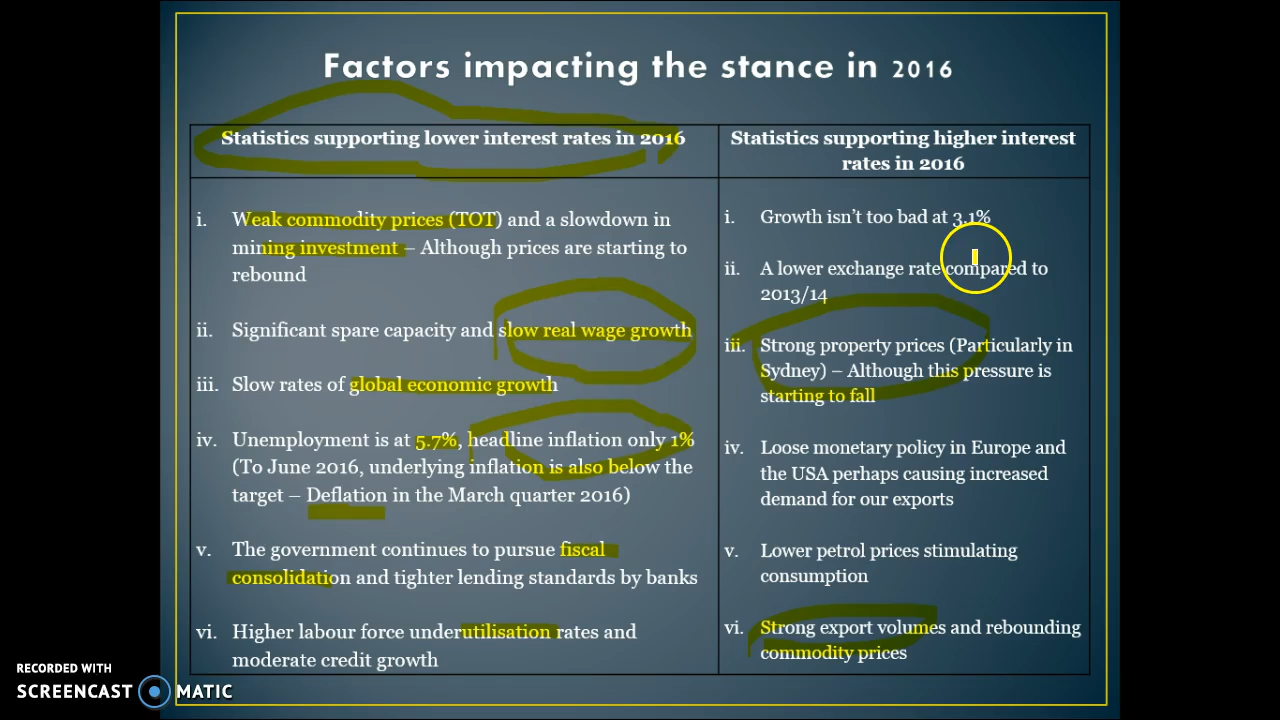 Factors impacting the stance in 2016
Statistics supporting lower interest rates in 2016
i. Weak commodity prices (TOT) and a slowdown in
mining investment – Although prices are starting to
rebound
ii. Significant spare capacity and slow real wage growth
iii. Slow rates of global economic growth
iv. Unemployment is at 5.7%, headline inflation only 1%
(To June 2016, underlying inflation is also below the
target – Deflation in the March quarter 2016)
v. The government continues to pursue fiscal
consolidation and tighter lending standards by banks
vi. Higher labour force underutilisation rates and
moderate credit growth
Statistics supporting higher interest
rates in 2016
i. Growth isn't too bad at 3.1%
ii. A lower exchange rate compared to
2013/14
iii. Strong property prices (Particularly in
Sydney) – Although this pressure is
starting to fall
iv. Loose monetary policy in Europe and
the USA perhaps causing increased
demand for our exports
v. Lower petrol prices stimulating
consumption
vi. Strong export volumes and rebounding
commodity prices
RECORDED WITH
SCREENCAST MATIC